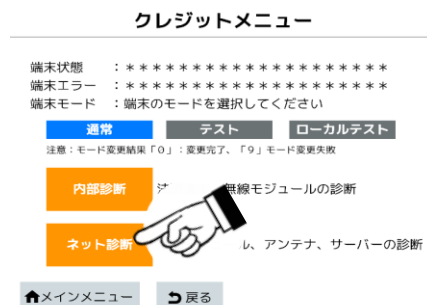 クレジットメニュー
端末状態 ：＊＊＊＊＊＊＊＊＊＊＊＊＊＊＊＊＊＊＊＊
端末エラー ：＊＊＊＊＊＊＊＊＊＊＊＊＊＊＊＊＊＊＊＊
端末モード ：端末のモードを選択してください
通常 テスト ローカルテスト
注意：モード変更結果「０」：変更完了、「９」モード変更失敗
内部診断 無線モジュールの診断
ネット診断 ル、アンテナ、サーバーの診断
メインメニュー 戻る